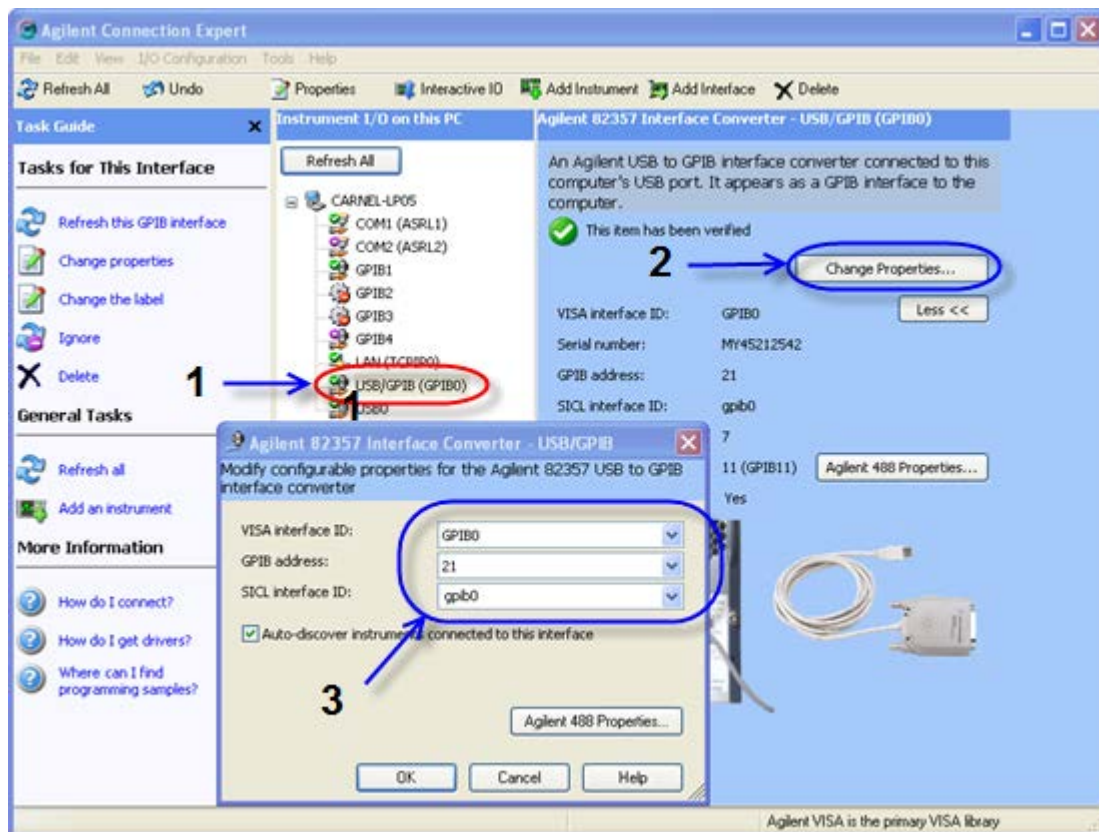 Agilent Connection Expert
File Edit View I/O Configuration Tools Help
Refresh All Undo Properties Interactive IO Add Instrument Add Interface Delete
Task Guide
Tasks for This Interface
Refresh this GPIB interface
Change properties
Change the label
Ignore
Delete
General Tasks
Refresh all
Add an instrument
More Information
How do I connect?
How do I get drivers?
Where can I find
programming samples?
Instrument I/O on this PC
Refresh All
CARNEL-LP05
COM1 (ASRL1)
COM2 (ASRL2)
GPIB1
GPIB2
GPIB3
GPIB4
LAN (TCPIP0)
1
USB/GPIB (GPIB0)
1
USB0
Agilent 82357 Interface Converter - USB/GPIB (GPIB0)
An Agilent USB to GPIB interface converter connected to this
computer's USB port. It appears as a GPIB interface to the
computer.
This item has been verified
2
Change Properties...
Less <<
VISA interface ID: GPIB0
Serial number: MY45212542
GPIB address: 21
SICL interface ID: gpib0
7
11 (GPIB11) Agilent 488 Properties...
Yes
Agilent 82357 Interface Converter - USB/GPIB
Modify configurable properties for the Agilent 82357 USB to GPIB
interface converter
VISA interface ID: GPIB0
GPIB address: 21
SICL interface ID: gpib0
Auto-discover instruments connected to this interface
3
Agilent 488 Properties...
OK Cancel Help
Agilent VISA is the primary VISA library